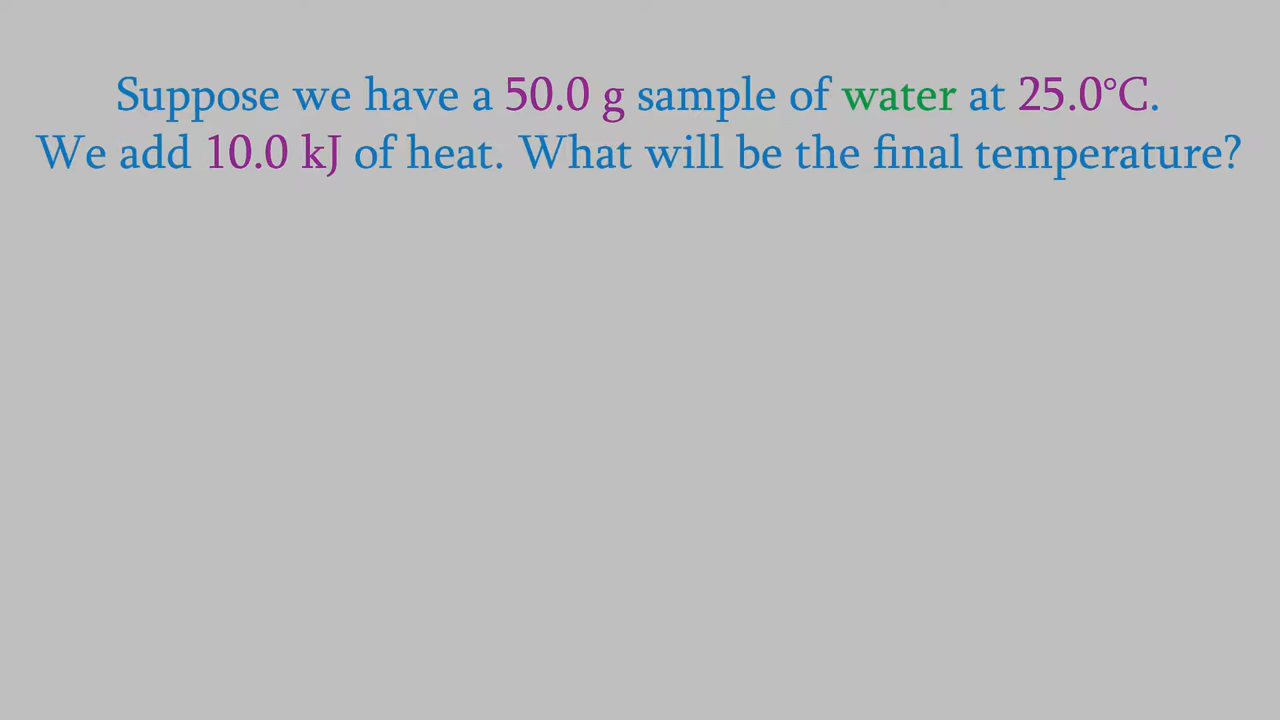 Suppose we have a 50.0 g sample of water at 25.0°C.
We add 10.0 kJ of heat. What will be the final temperature?